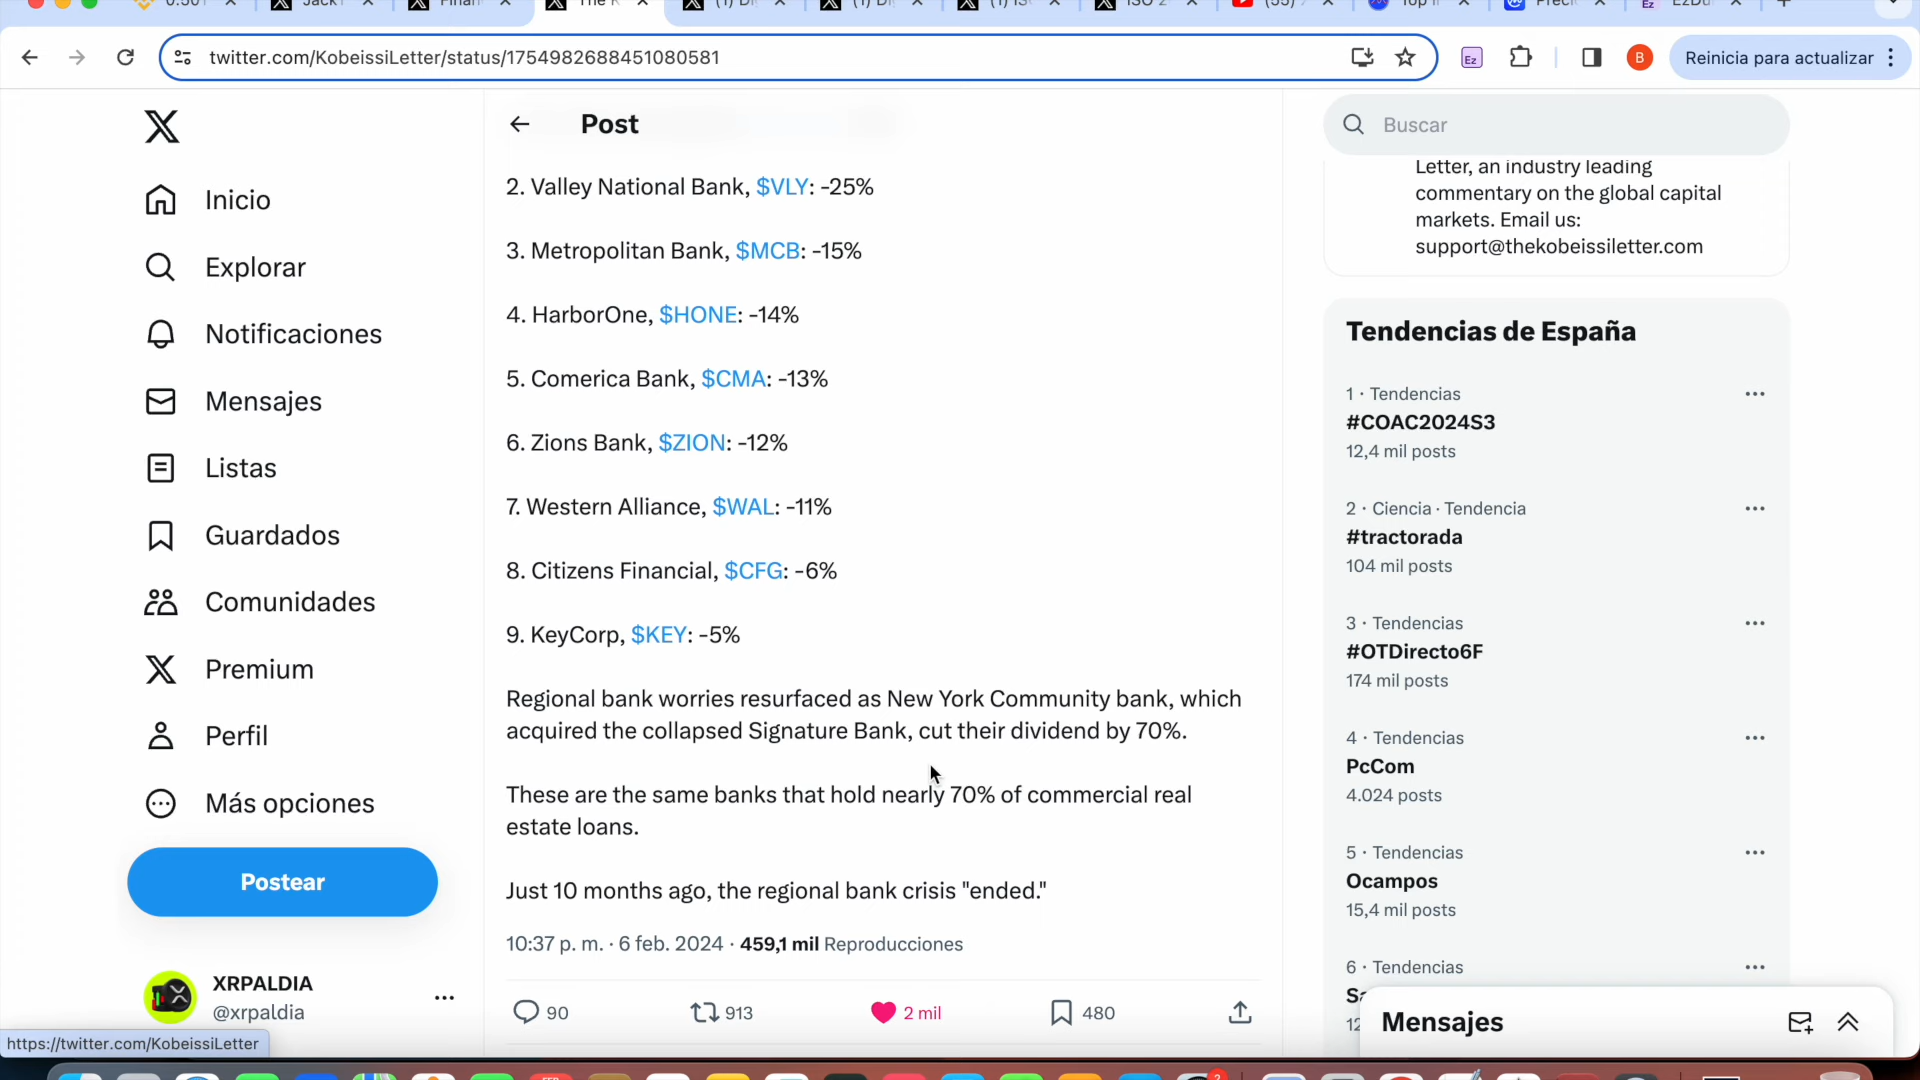 twitter.com/KobeissiLetter/status/1754982688451080581
Ez
B
Reinicia para actualizar
Inicio
Explorar
Notificaciones
Mensajes
Listas
Guardados
Comunidades
Premium
Perfil
Más opciones
Postear
XRPALDIA
@xrpaldia
https://twitter.com/KobeissiLetter
Post
2. Valley National Bank, $VLY: -25%
3. Metropolitan Bank, $MCB: -15%
4. HarborOne, $HONE: -14%
5. Comerica Bank, $CMA: -13%
6. Zions Bank, $ZION: -12%
7. Western Alliance, $WAL: -11%
8. Citizens Financial, $CFG: -6%
9. KeyCorp, $KEY: -5%
Regional bank worries resurfaced as New York Community bank, which
acquired the collapsed Signature Bank, cut their dividend by 70%.
These are the same banks that hold nearly 70% of commercial real
estate loans.
Just 10 months ago, the regional bank crisis "ended."
10:37 p. m. · 6 feb. 2024 · 459,1 mil Reproducciones
90
913
2 mil
480
Buscar
Letter, an industry leading
commentary on the global capital
markets. Email us:
support@thekobeissiletter.com
Tendencias de España
1 · Tendencias
#COAC2024S3
12,4 mil posts
2 · Ciencia · Tendencia
#tractorada
104 mil posts
3 · Tendencias
#OTDirecto6F
174 mil posts
4 · Tendencias
PcCom
4.024 posts
5 · Tendencias
Ocampos
15,4 mil posts
6 · Tendencias
Mensajes